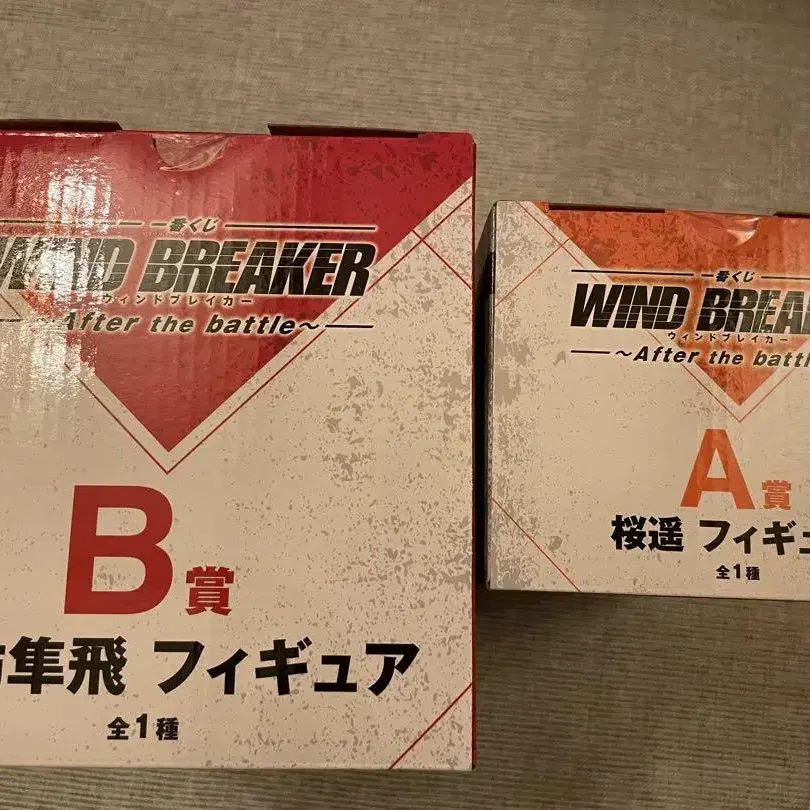 一番くじ
WIND BREAKER
ウィンドブレイカー
~After the battle~
B賞
隼飛 フィギュア
全1種
一番くじ
WIND BREA
ウィンドブレイカー
~After the battl
A賞
桜遥 フィギュ
全1種